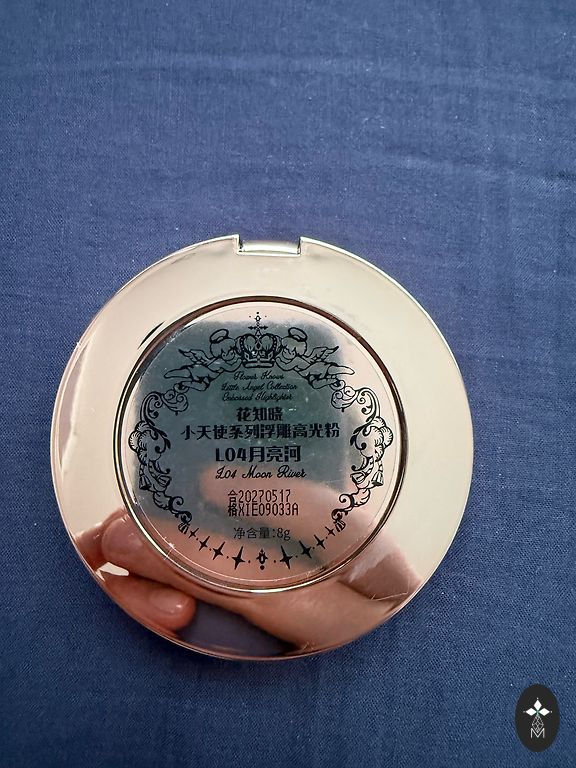 Flower Knows
Little Angel Collection
Embossed Highlighter
花知晓
小天使系列浮雕高光粉
L04月亮河
L04 Moon River
合20270517
格XIE09033A
净含量:8g
M